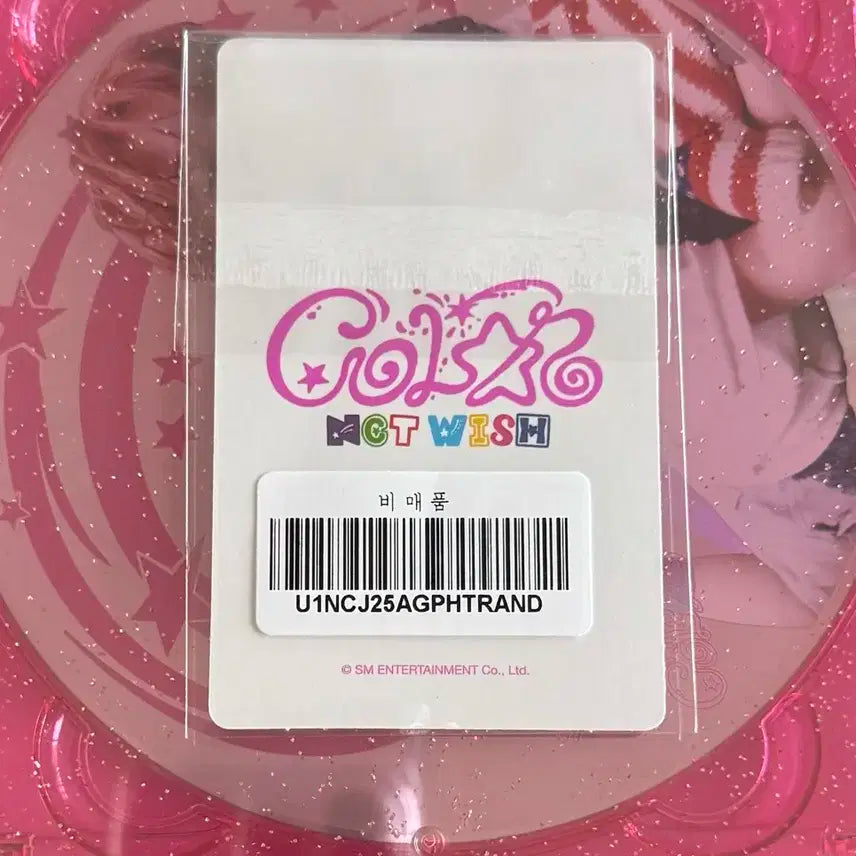 COLOR
NCT WISH
비매품
U1NCJ25AGPHTRAND
© SM ENTERTAINMENT Co., Ltd.